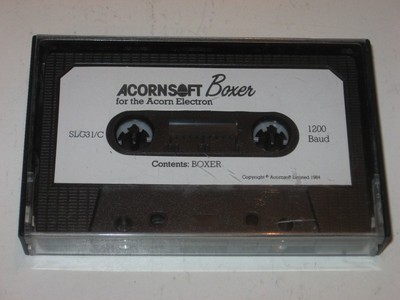 ACORNSOFT Boxer
for the Acorn Electron
SLG31/C
1200
Baud
Contents: BOXER
Copyright © Acornsoft Limited 1984